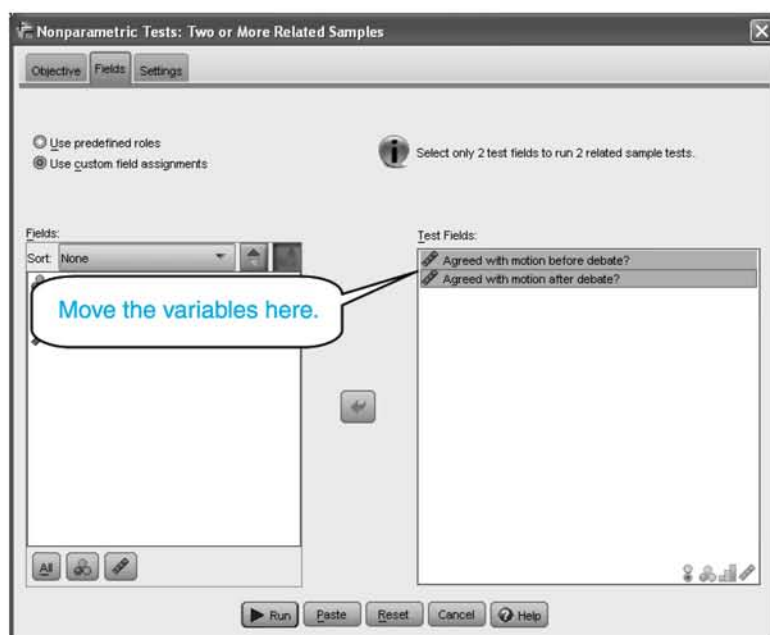 Nonparametric Tests: Two or More Related Samples
Objective Fields Settings
Use predefined roles
Use custom field assignments
Select only 2 test fields to run 2 related sample tests.
Fields:
Sort: None
Test Fields:
Agreed with motion before debate?
Agreed with motion after debate?
Move the variables here.
All
Run Paste Reset Cancel Help